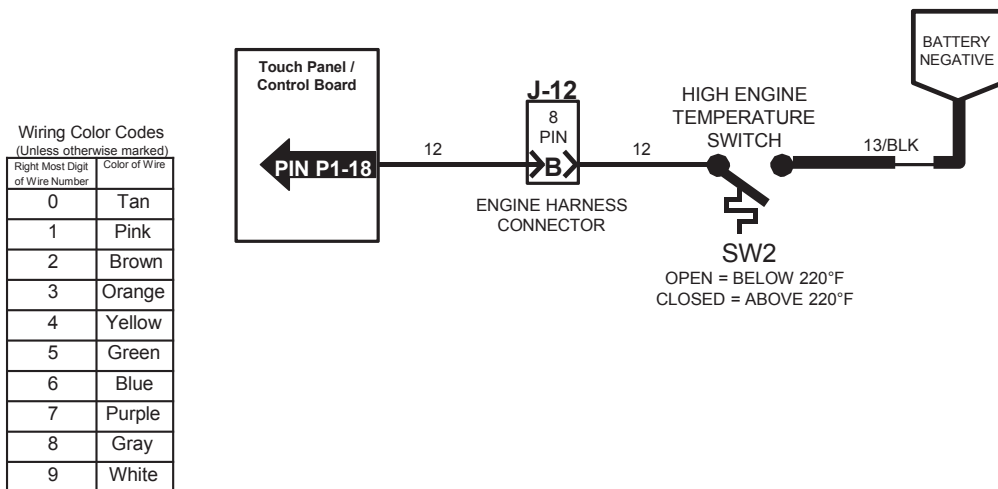 Wiring Color Codes
(Unless otherwise marked)
Right Most Digit
of Wire Number
Color of Wire
0 Tan
1 Pink
2 Brown
3 Orange
4 Yellow
5 Green
6 Blue
7 Purple
8 Gray
9 White
Touch Panel /
Control Board
PIN P1-18
12
J-12
8
PIN
B
ENGINE HARNESS
CONNECTOR
12
HIGH ENGINE
TEMPERATURE
SWITCH
SW2
OPEN = BELOW 220°F
CLOSED = ABOVE 220°F
13/BLK
BATTERY
NEGATIVE